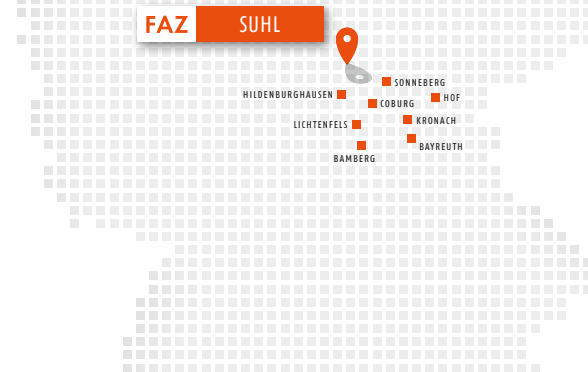 FAZ SUHL
SONNEBERG
HILDENBURGHAUSEN
HOF
COBURG
KRONACH
LICHTENFELS
BAYREUTH
BAMBERG